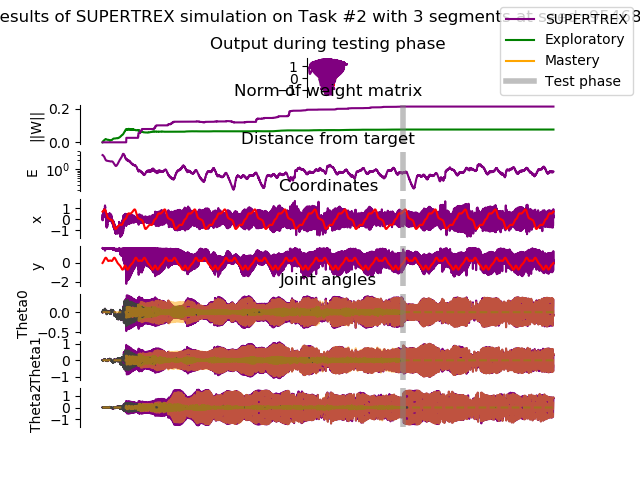 esults of SUPERTREX simulation on Task #2 with 3 segments
SUPERTREX
Exploratory
Mastery
Test phase
Output during testing phase
1
0
−1
Norm of weight matrix
0.2
0.0
||W||
Distance from target
10⁰
E
Coordinates
1
0
−1
x
0
−2
y
Joint angles
0.0
−0.5
Theta0
1
0
−1
Theta1
1
0
−1
Theta2